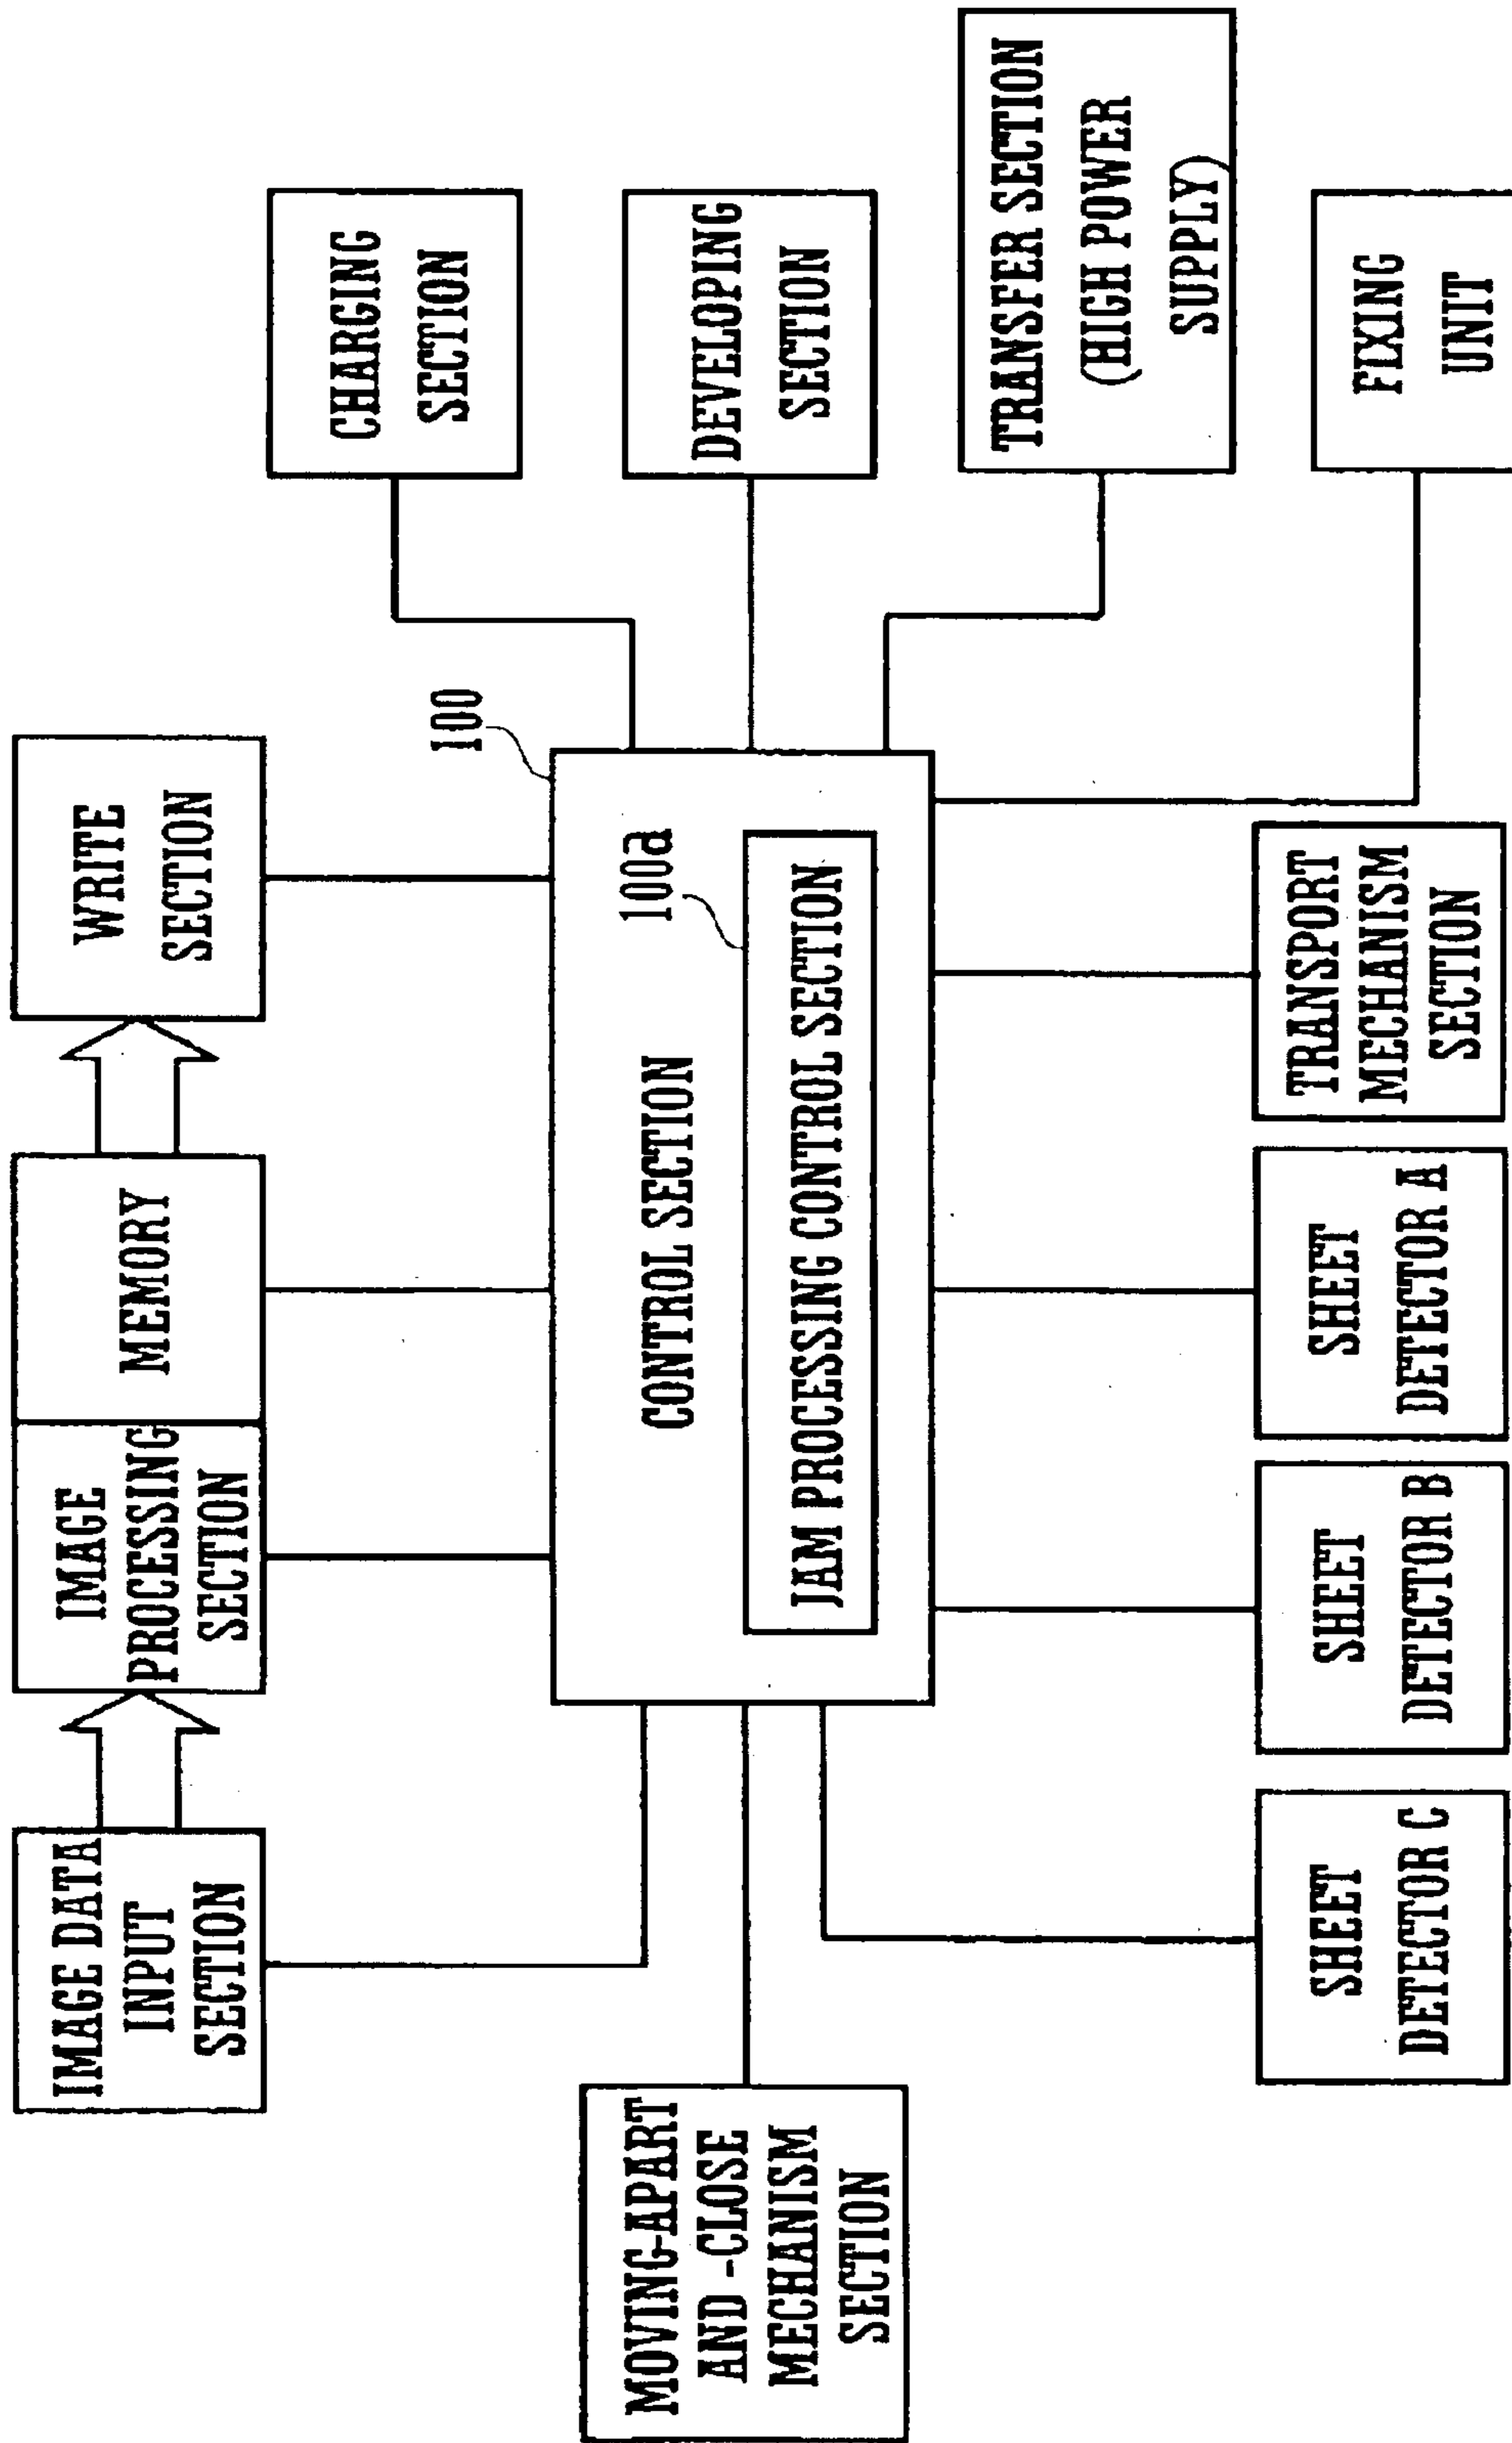 IMAGE DATA
INPUT
SECTION
IMAGE
PROCESSING
SECTION
MEMORY
WRITE
SECTION
CHARGING
SECTION
DEVELOPING
SECTION
TRANSFER SECTION
(HIGH POWER
SUPPLY)
FIXING
UNIT
100
CONTROL SECTION
100a
JAM PROCESSING CONTROL SECTION
MOVING-APART
AND -CLOSE
MECHANISM
SECTION
SHEET
DETECTOR C
SHEET
DETECTOR B
SHEET
DETECTOR A
TRANSPORT
MECHANISM
SECTION